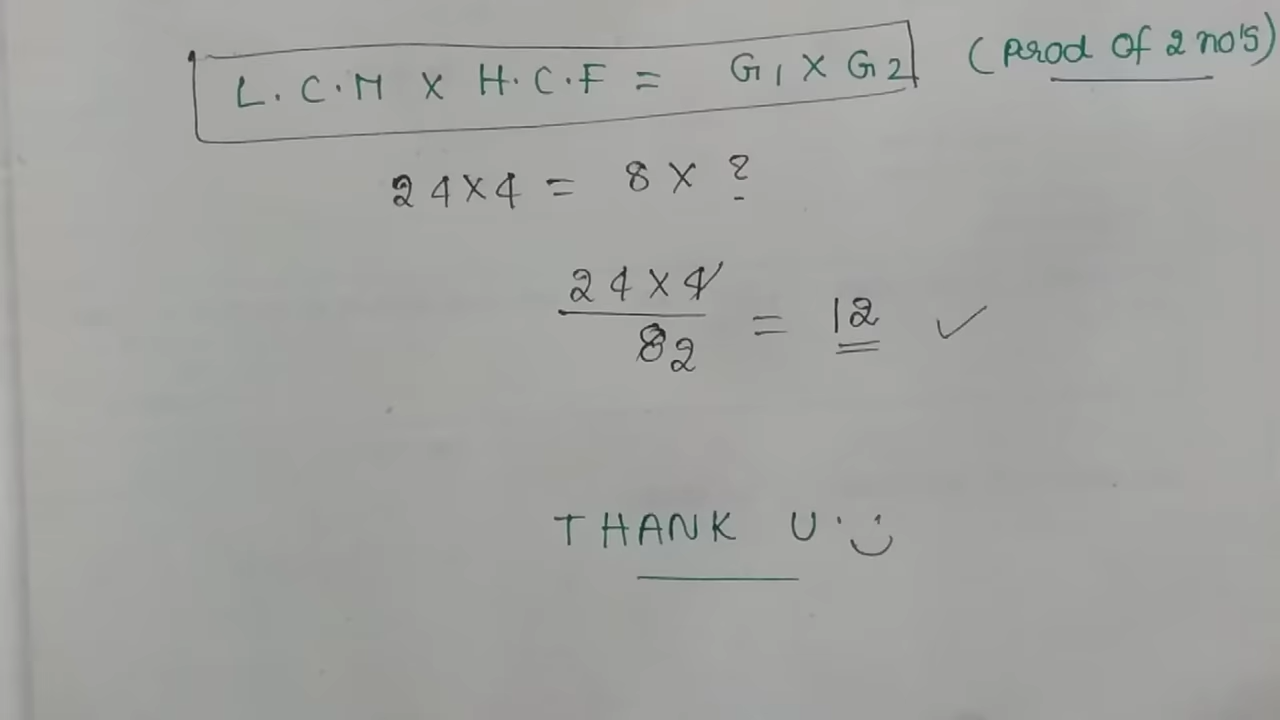 L.C.M X H.C.F = G1 X G2 (Prod Of 2 no's)
24X4 = 8 X ?
24X4
82 = 12 ✓
THANK U :)